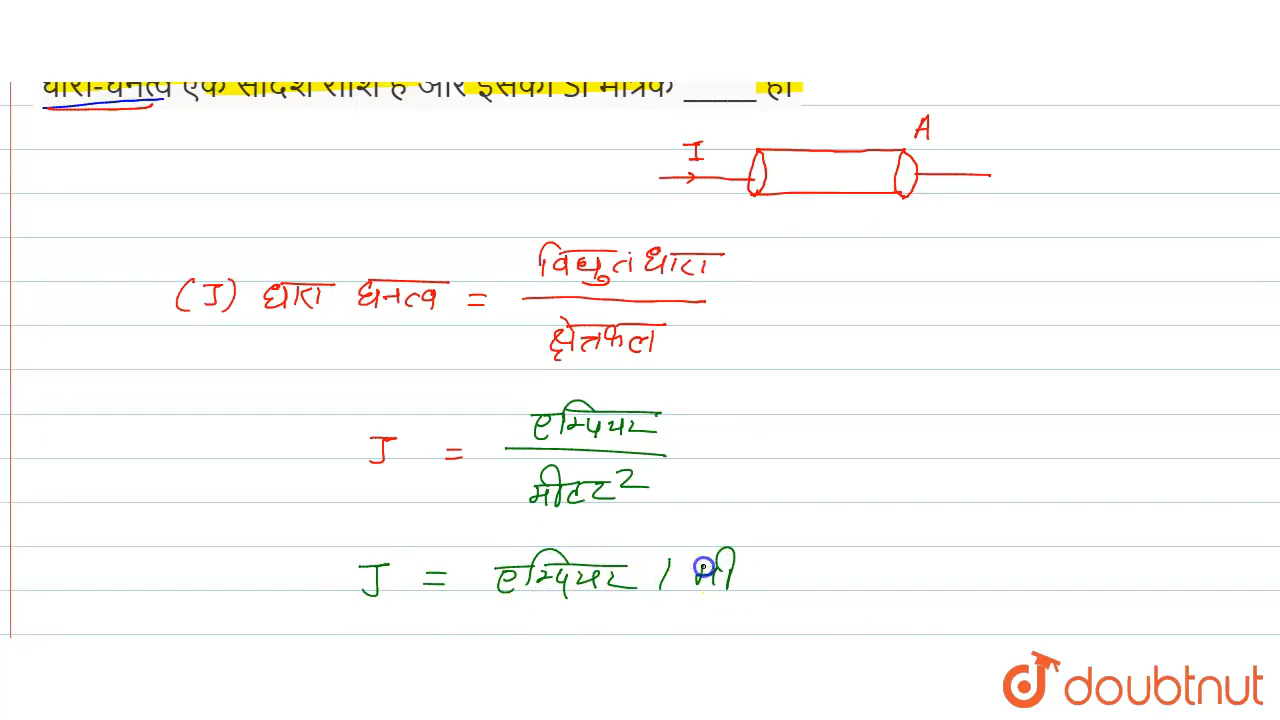 धारा-घनत्व एक सदिश राशि है और इसका SI मात्रक _____ है।
A
I
विद्युत धारा
(J) धारा घनत्व =
क्षेत्रफल
एम्पियर
J =
मीटर2
J = एम्पियर / मी
doubtnut